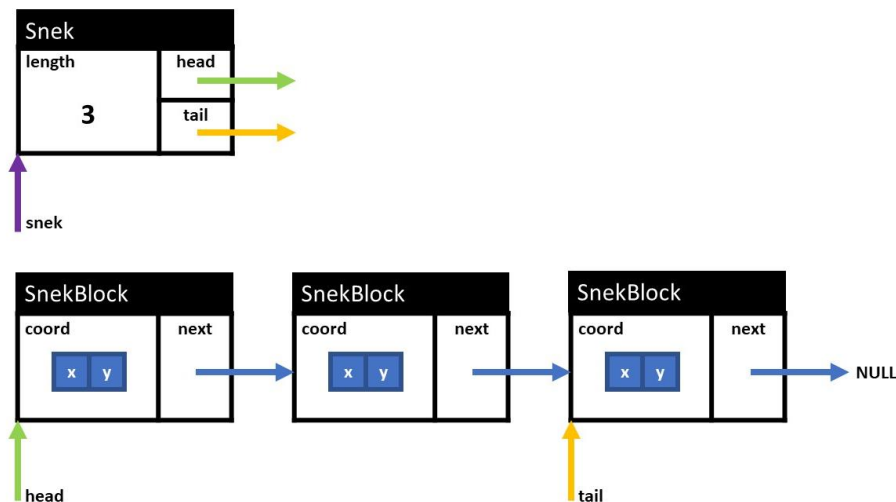 Snek
length head
3
tail
snek
SnekBlock SnekBlock SnekBlock
coord next coord next coord next
x y x y x y NULL
head tail